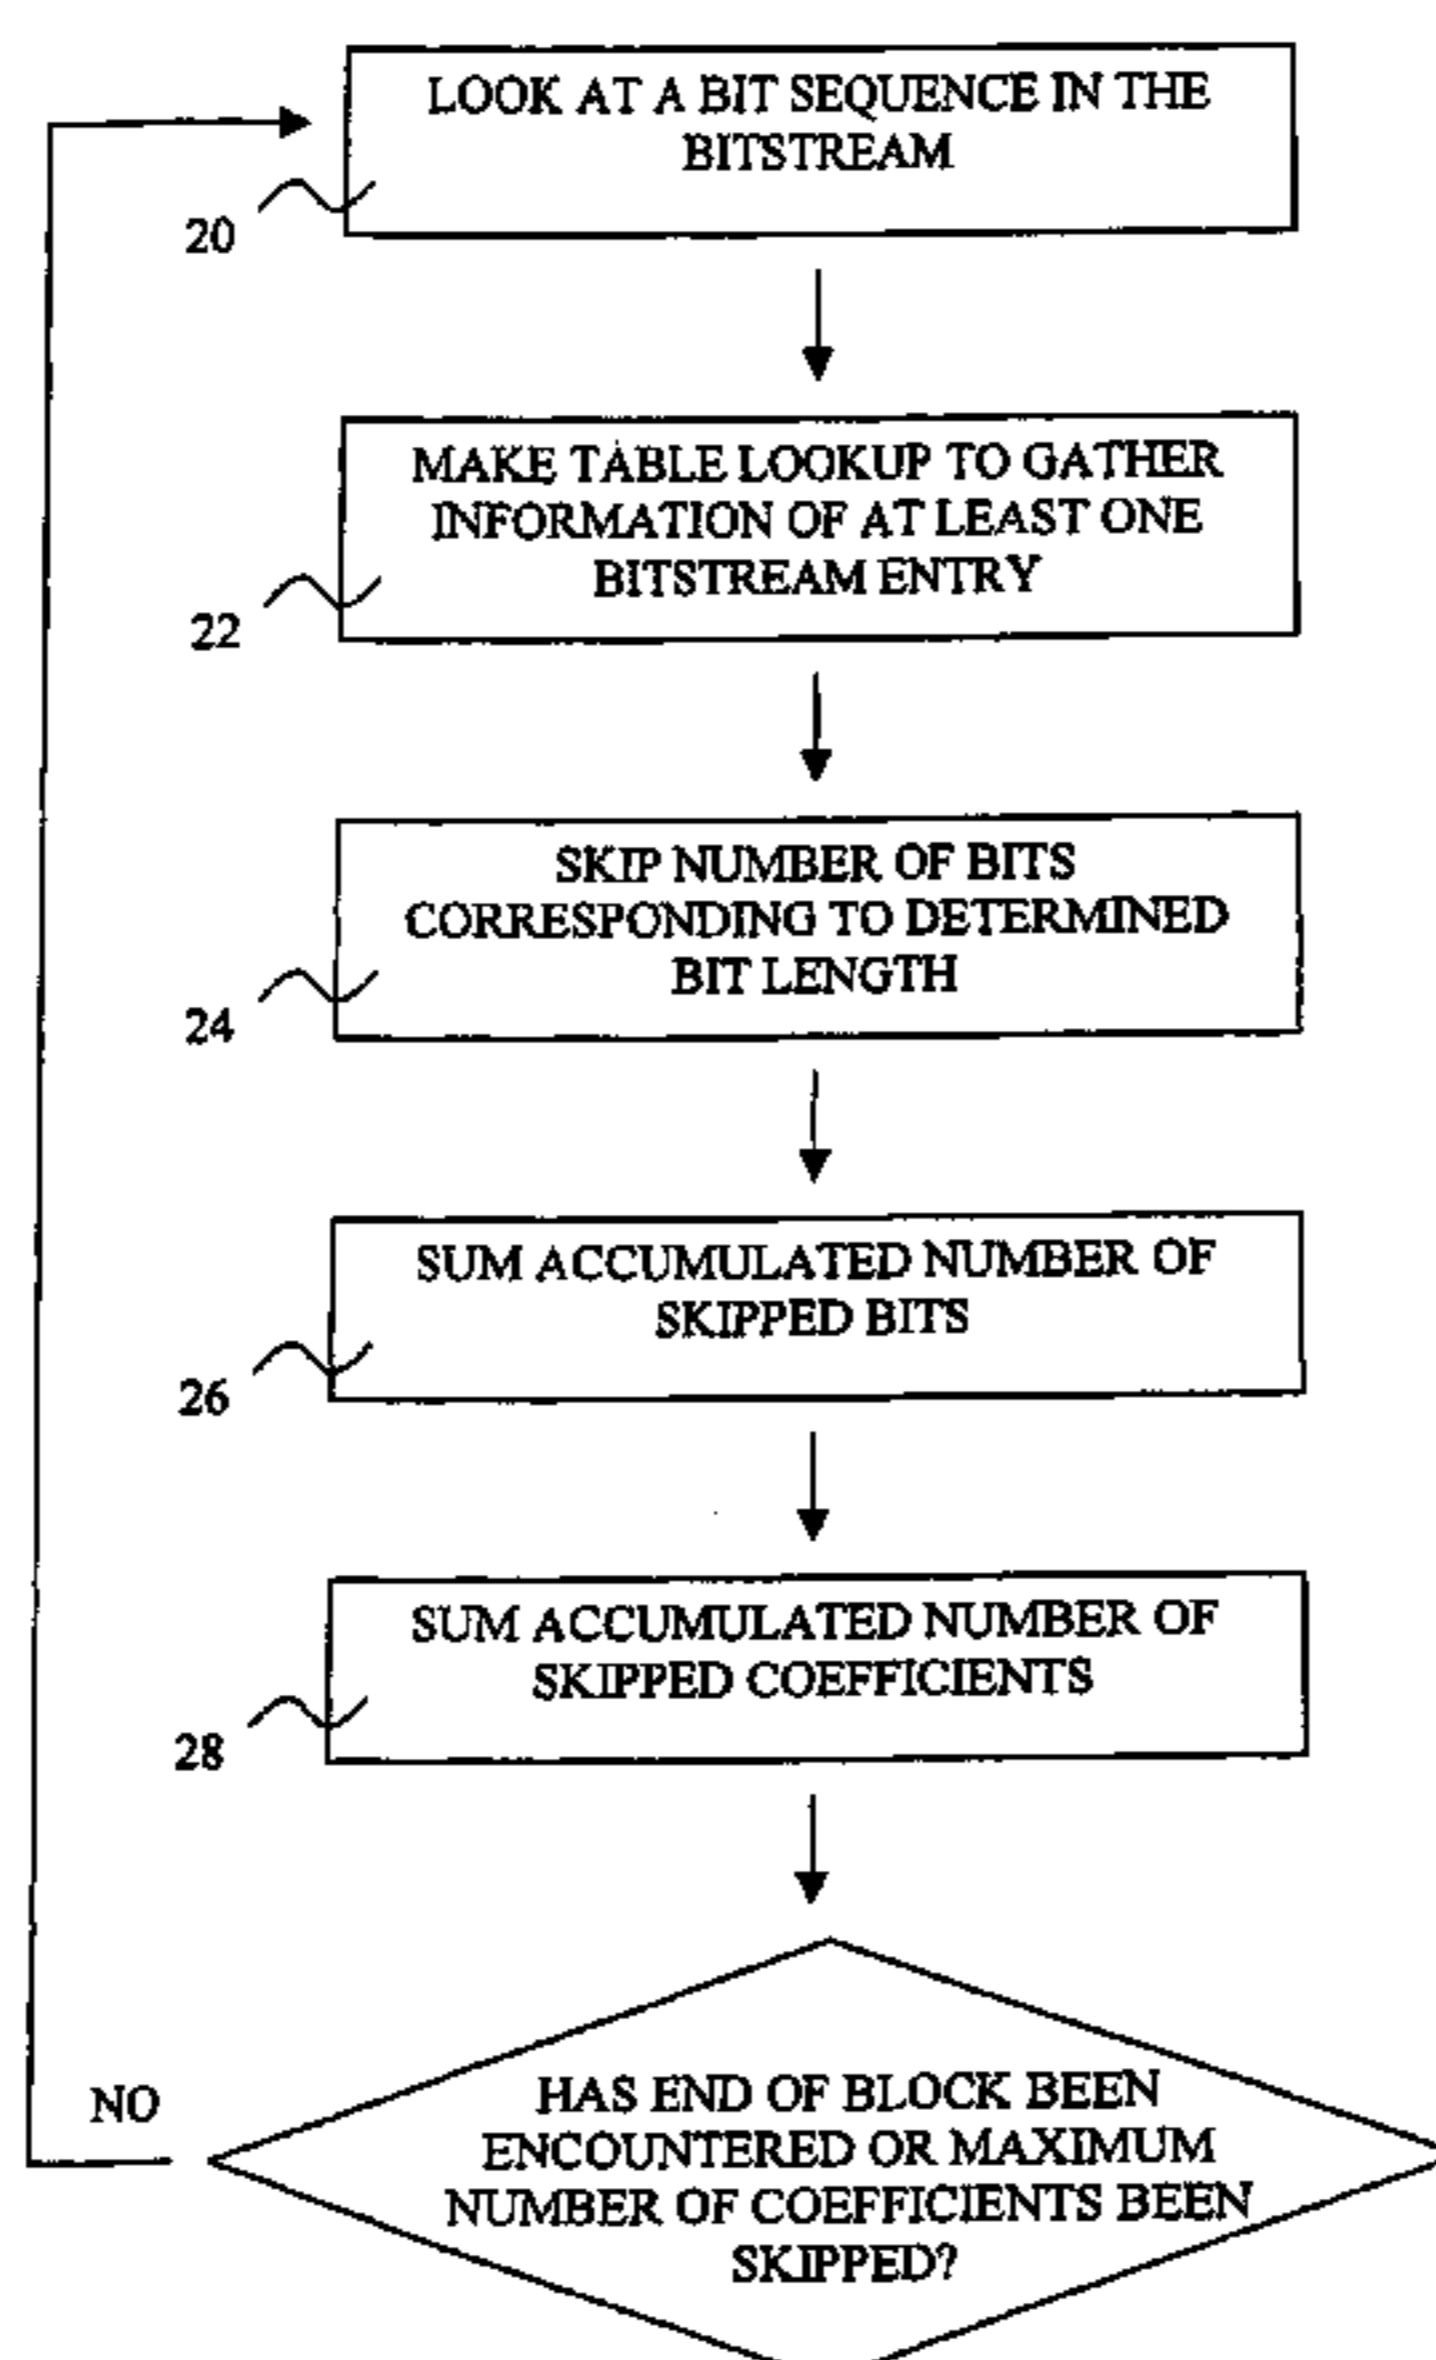 LOOK AT A BIT SEQUENCE IN THE
BITSTREAM
20
MAKE TABLE LOOKUP TO GATHER
INFORMATION OF AT LEAST ONE
BITSTREAM ENTRY
22
SKIP NUMBER OF BITS
CORRESPONDING TO DETERMINED
BIT LENGTH
24
SUM ACCUMULATED NUMBER OF
SKIPPED BITS
26
SUM ACCUMULATED NUMBER OF
SKIPPED COEFFICIENTS
28
NO
HAS END OF BLOCK BEEN
ENCOUNTERED OR MAXIMUM
NUMBER OF COEFFICIENTS BEEN
SKIPPED?